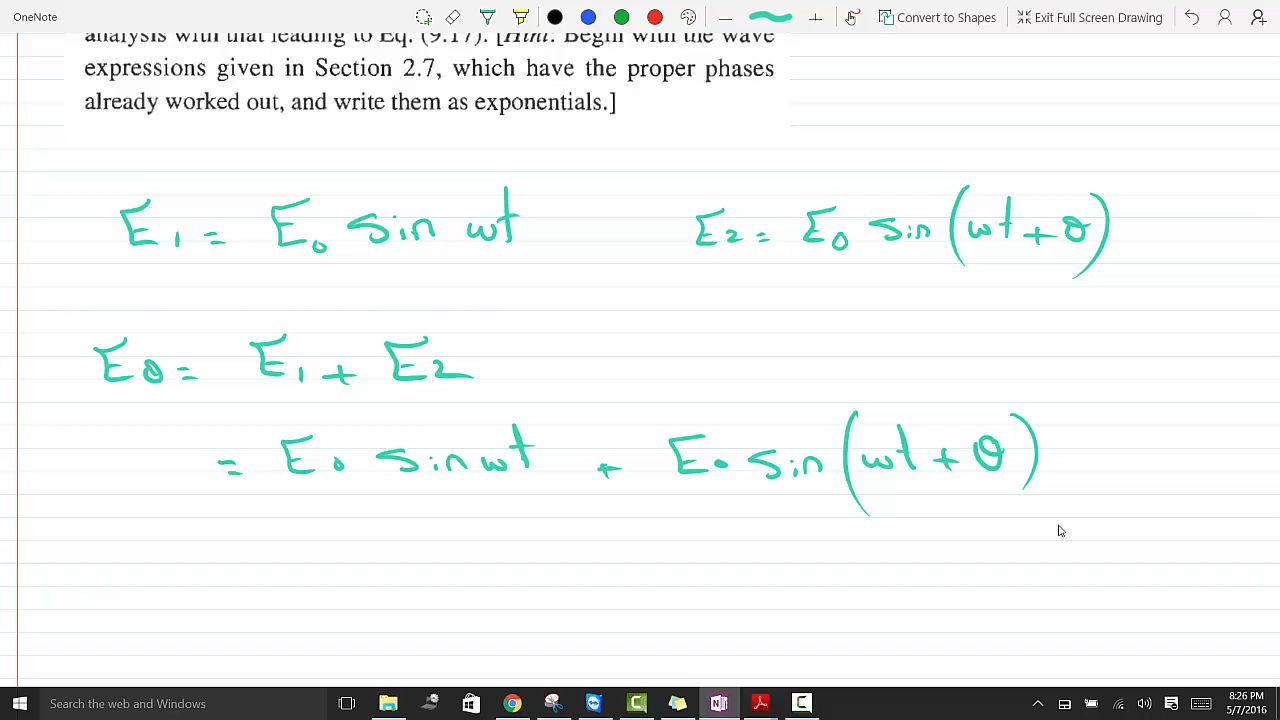 OneNote
Convert to Shapes
Exit Full Screen Drawing
analysis with that leading to Eq. (9.17). [Hint: Begin with the wave
expressions given in Section 2.7, which have the proper phases
already worked out, and write them as exponentials.]
E₁ = E₀ sin ωt E₂ = E₀ sin(ωt + θ)
Eθ = E₁ + E₂
= E₀ sin ωt + E₀ sin(ωt + θ)
Search the web and Windows
8:26 PM
5/7/2016